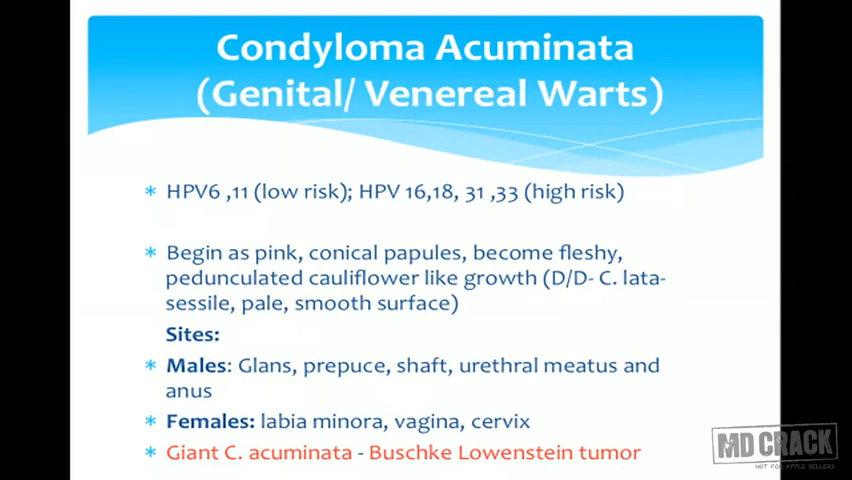 Condyloma Acuminata
(Genital/ Venereal Warts)
* HPV6 ,11 (low risk); HPV 16,18, 31 ,33 (high risk)
* Begin as pink, conical papules, become fleshy,
pedunculated cauliflower like growth (D/D- C. lata-
sessile, pale, smooth surface)
Sites:
* Males: Glans, prepuce, shaft, urethral meatus and
anus
* Females: labia minora, vagina, cervix
* Giant C. acuminata - Buschke Lowenstein tumor
MD CRACK
NOT FOR APPLE SELLERS